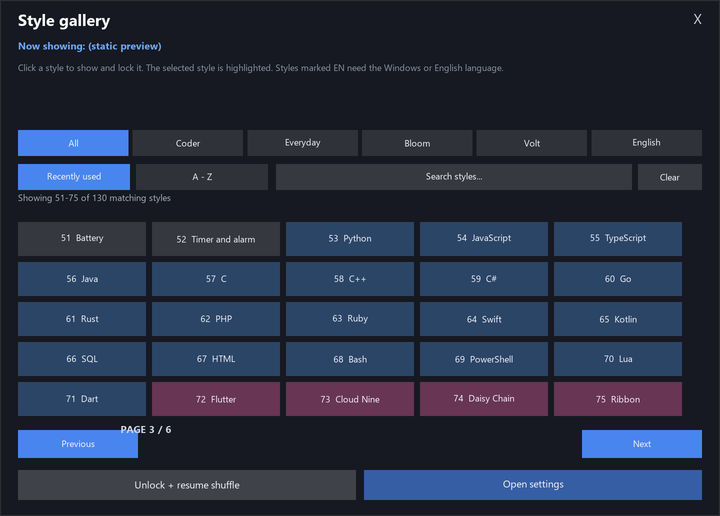 Style gallery
X
Now showing: (static preview)
Click a style to show and lock it. The selected style is highlighted. Styles marked EN need the Windows or English language.
All Coder Everyday Bloom Volt English
Recently used A - Z Search styles... Clear
Showing 51-75 of 130 matching styles
51 Battery 52 Timer and alarm 53 Python 54 JavaScript 55 TypeScript
56 Java 57 C 58 C++ 59 C# 60 Go
61 Rust 62 PHP 63 Ruby 64 Swift 65 Kotlin
66 SQL 67 HTML 68 Bash 69 PowerShell 70 Lua
71 Dart 72 Flutter 73 Cloud Nine 74 Daisy Chain 75 Ribbon
PAGE 3 / 6
Previous Next
Unlock + resume shuffle Open settings